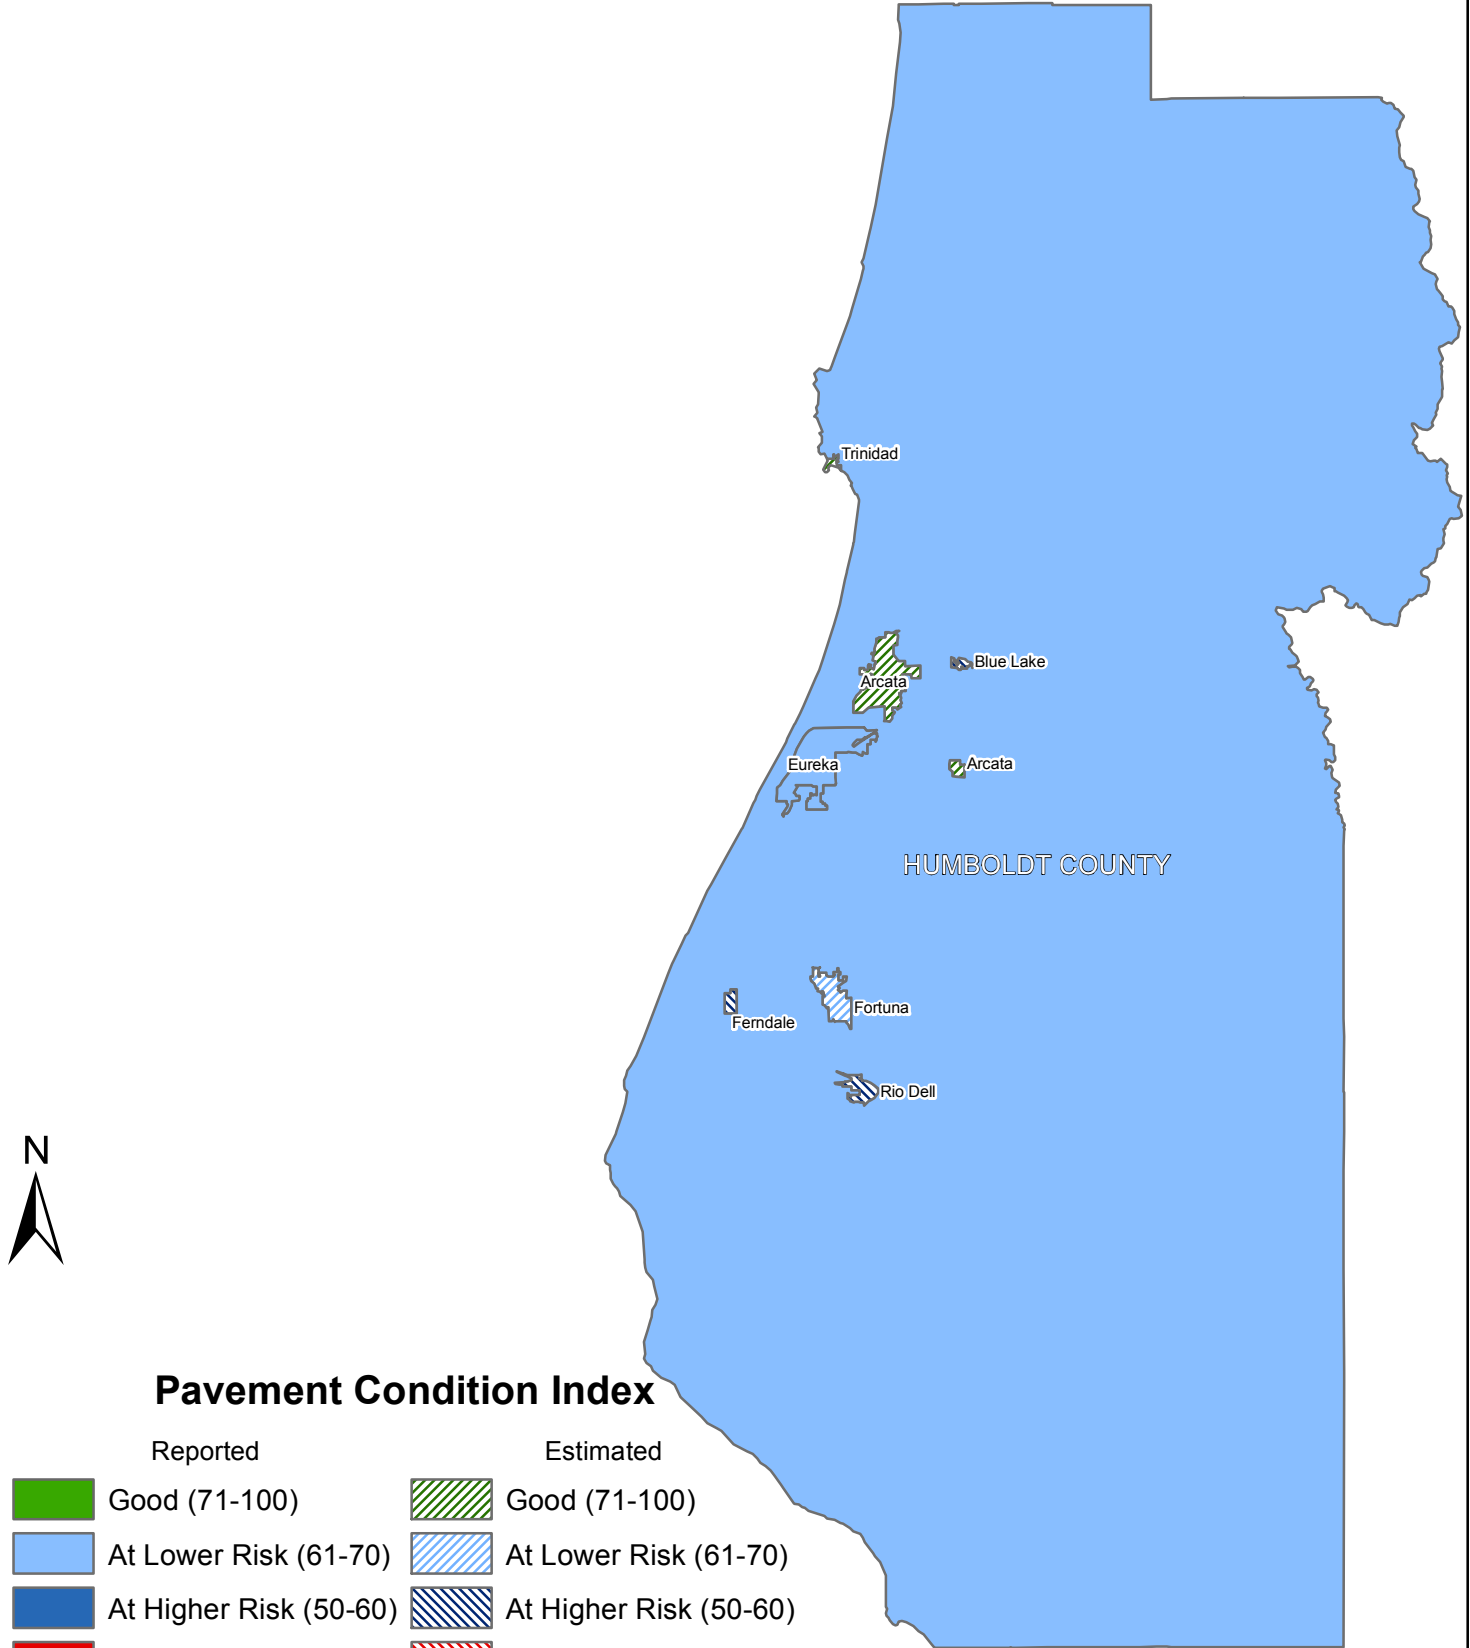 Trinidad
Blue Lake
Arcata
Eureka
Arcata
HUMBOLDT COUNTY
Ferndale
Fortuna
Rio Dell
N
Pavement Condition Index
Reported
Estimated
Good (71-100)
Good (71-100)
At Lower Risk (61-70)
At Lower Risk (61-70)
At Higher Risk (50-60)
At Higher Risk (50-60)